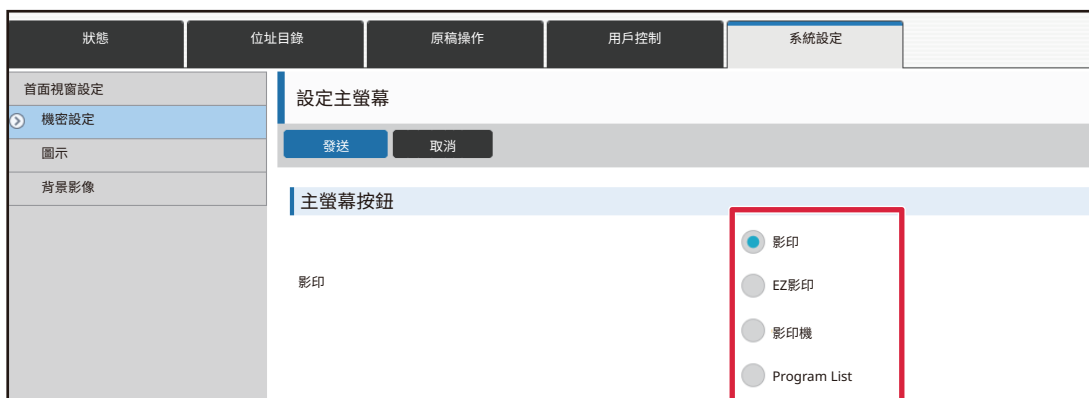 狀態
位址目錄
原稿操作
用戶控制
系統設定
首面視窗設定
機密設定
圖示
背景影像
設定主螢幕
發送
取消
主螢幕按鈕
影印
影印
EZ影印
影印機
Program List